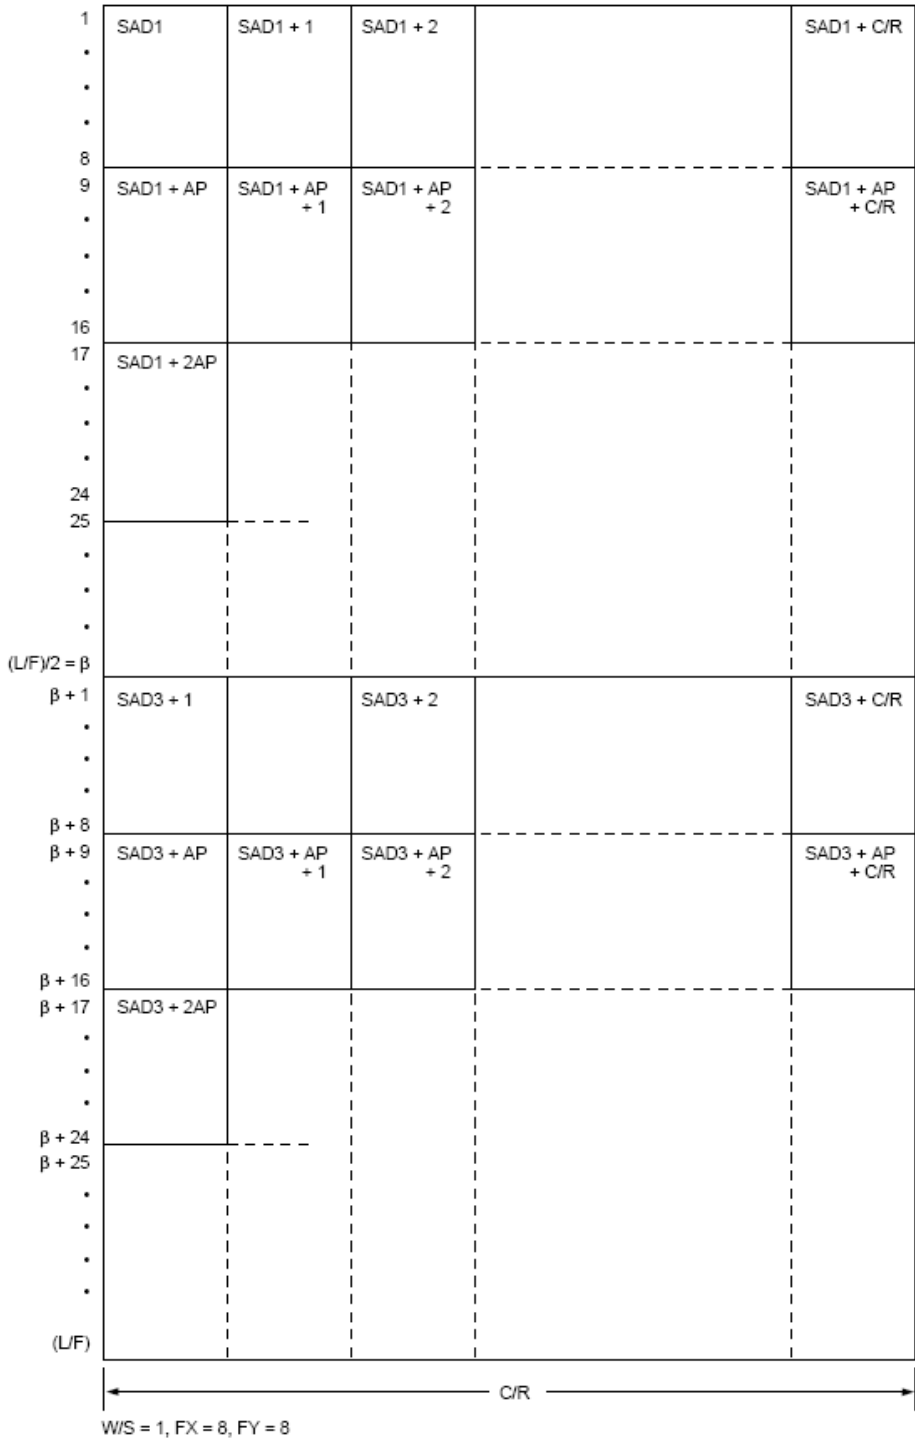 1 SAD1 SAD1 + 1 SAD1 + 2 SAD1 + C/R
8
9 SAD1 + AP SAD1 + AP SAD1 + AP SAD1 + AP
+ 1 + 2 + C/R
16
17 SAD1 + 2AP
24
25
(L/F)/2 = β
β + 1 SAD3 + 1 SAD3 + 2 SAD3 + C/R
β + 8
β + 9 SAD3 + AP SAD3 + AP SAD3 + AP SAD3 + AP
+ 1 + 2 + C/R
β + 16
β + 17 SAD3 + 2AP
β + 24
β + 25
(L/F)
C/R
W/S = 1, FX = 8, FY = 8